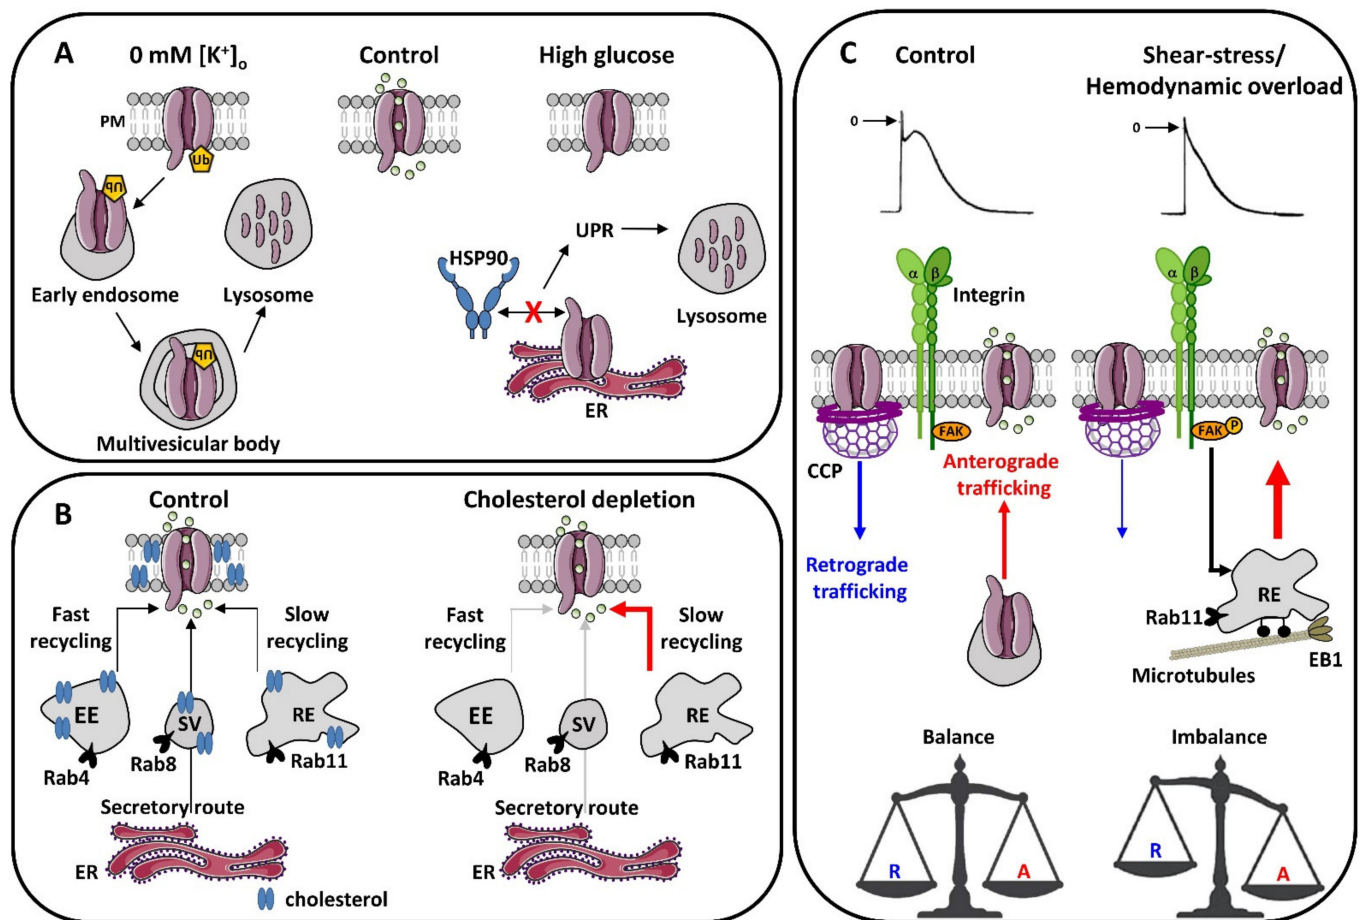 A
0 mM [K⁺]ₒ
Control
High glucose
PM
Ub
Ub
Early endosome
Lysosome
Ub
Multivesicular body
UPR
HSP90
X
Lysosome
ER
B
Control
Cholesterol depletion
Fast
recycling
Slow
recycling
Fast
recycling
Slow
recycling
EE
SV
RE
Rab4
Rab8
Rab11
EE
SV
RE
Rab4
Rab8
Rab11
Secretory route
Secretory route
ER
ER
cholesterol
C
Control
Shear-stress/
Hemodynamic overload
0
0
α
β
Integrin
α
β
FAK
FAK
P
CCP
Anterograde
trafficking
Retrograde
trafficking
RE
Rab11
EB1
Microtubules
Balance
Imbalance
R
A
R
A